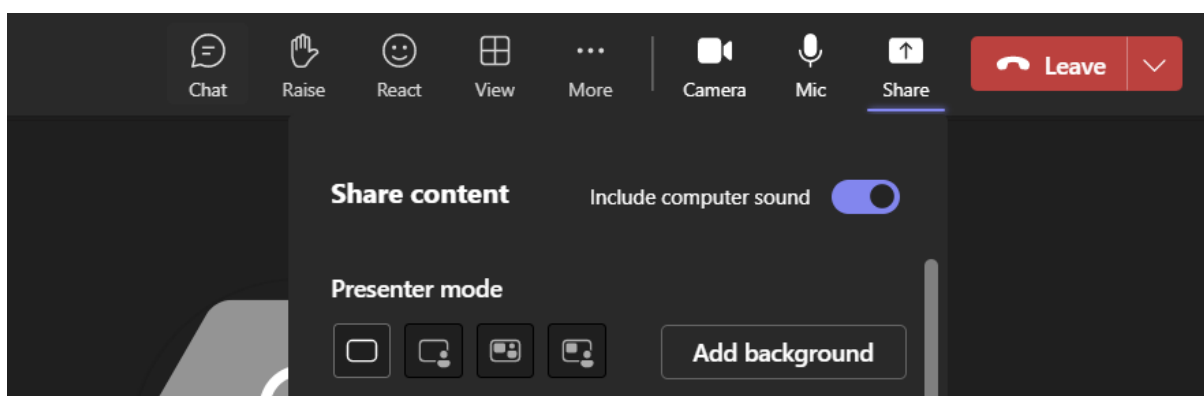 Chat Raise React View More Camera Mic Share Leave
Share content Include computer sound
Presenter mode
Add background